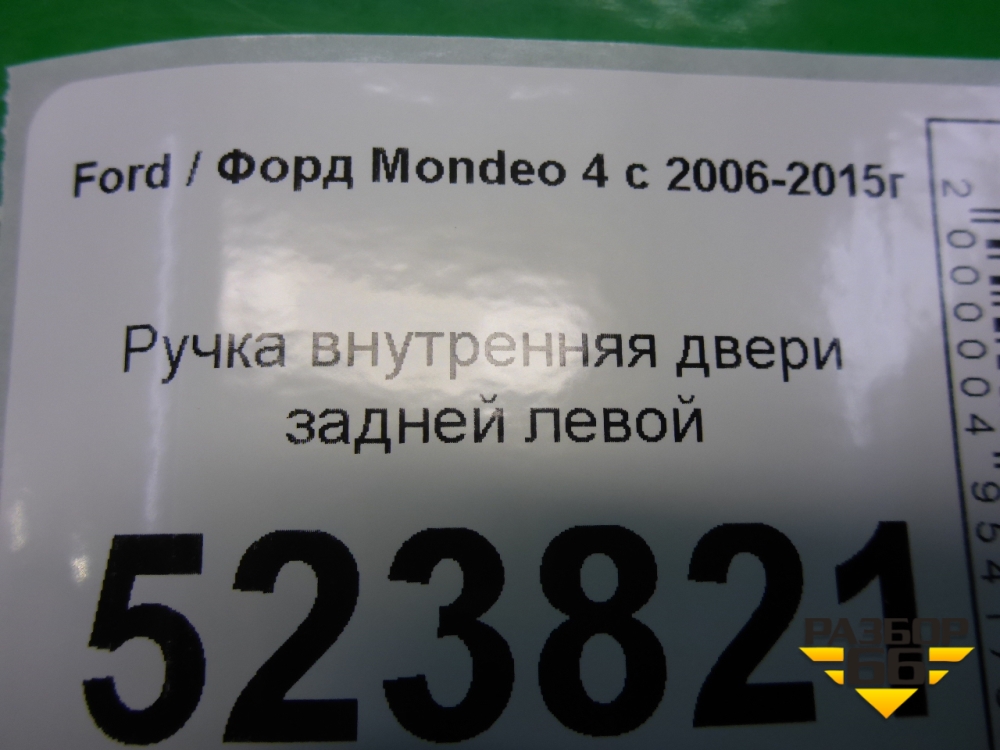 Ford / Форд Mondeo 4 с 2006-2015г
Ручка внутренняя двери
задней левой
523821
РАЗБОР
66